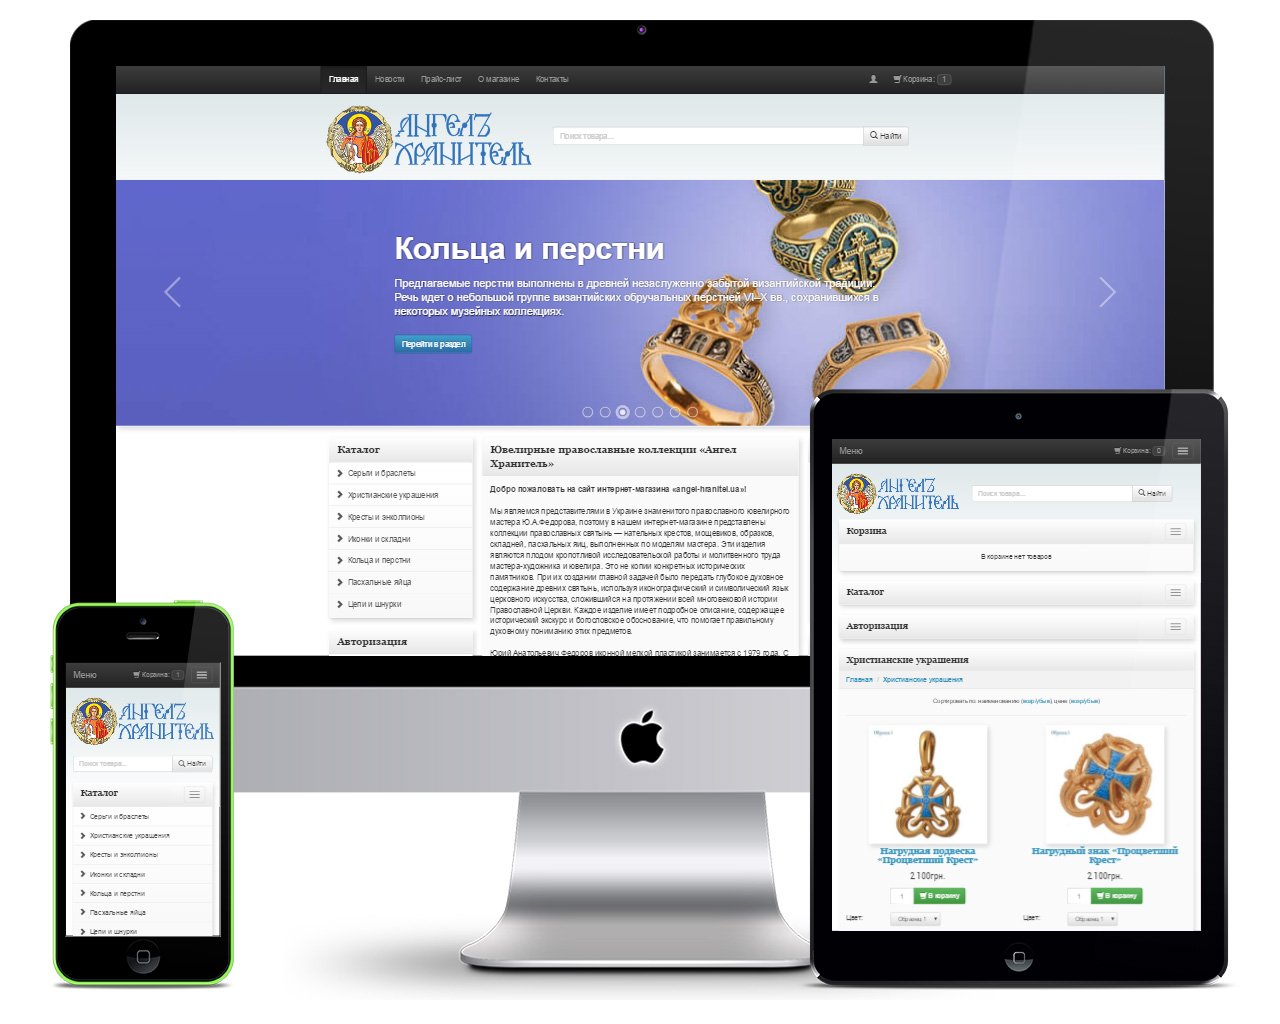 Главная Новости Прайс-лист О магазине Контакты Корзина: 1
АНГЕЛЪ
ХРАНИТЕЛЬ
Поиск товара... Найти
Кольца и перстни
Предлагаемые перстни выполнены в древней незаслуженно забытой византийской традиции.
Речь идет о небольшой группе византийских обручальных перстней VI–X вв., сохранившихся в
некоторых музейных коллекциях.
Перейти в раздел
Каталог
Серьги и браслеты
Христианские украшения
Кресты и энколпионы
Иконки и складни
Кольца и перстни
Пасхальные яйца
Цепи и шнурки
Авторизация
Ювелирные православные коллекции «Ангел
Хранитель»
Добро пожаловать на сайт интернет-магазина «angel-hranitel.ua»!
Мы являемся представителями в Украине знаменитого православного ювелирного
мастера Ю.А.Федорова, поэтому в нашем интернет-магазине представлены
коллекции православных святынь — нательных крестов, мощевиков, образков,
складней, пасхальных яиц, выполненных по моделям мастера. Эти изделия
являются плодом кропотливой исследовательской работы и молитвенного труда
мастера-художника и ювелира. Это не копии конкретных исторических
памятников. При их создании главной задачей было передать глубокое духовное
содержание древних святынь, используя иконографический и символический язык
церковного искусства, сложившийся на протяжении всей многовековой истории
Православной Церкви. Каждое изделие имеет подробное описание, содержащее
исторический экскурс и богословское обоснование, что помогает правильному
духовному пониманию этих предметов.
Юрий Анатольевич Федоров иконной мелкой пластикой занимается с 1979 года. С
Меню Корзина: 1
АНГЕЛЪ
ХРАНИТЕЛЬ
Поиск товара... Найти
Каталог
Серьги и браслеты
Христианские украшения
Кресты и энколпионы
Иконки и складни
Кольца и перстни
Пасхальные яйца
Цепи и шнурки
Меню Корзина: 0
АНГЕЛЪ
ХРАНИТЕЛЬ
Поиск товара... Найти
Корзина
В корзине нет товаров
Каталог
Авторизация
Христианские украшения
Главная / Христианские украшения
Сортировать по: наименованию (возр/убыв) цене (возр/убыв)
Образец 1 Образец 1
Нагрудная подвеска
«Процветший Крест»
2 100грн.
1 В корзину
Цвет: Образец 1
Нагрудный знак «Процветший
Крест»
2 100грн.
1 В корзину
Цвет: Образец 1